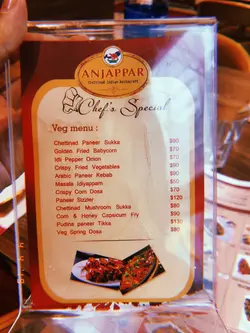 ANJAPPAR
CHETTINAD INDIAN RESTAURANT
Chef's Special
Veg menu :
Chettinad Paneer Sukka $90
Golden Fried Babycorn $70
Idli Pepper Onion $70
Crispy Fried Vegetables $90
Arabic Paneer Kebab $90
Masala Idiyappam $50
Crispy Corn Dosa $70
Paneer Sizzler $120
Chettinad Mushroom Sukka $80
Corn & Honey Capsicum Fry $90
Pudina paneer Tikka $130
Veg Spring Dosa $80